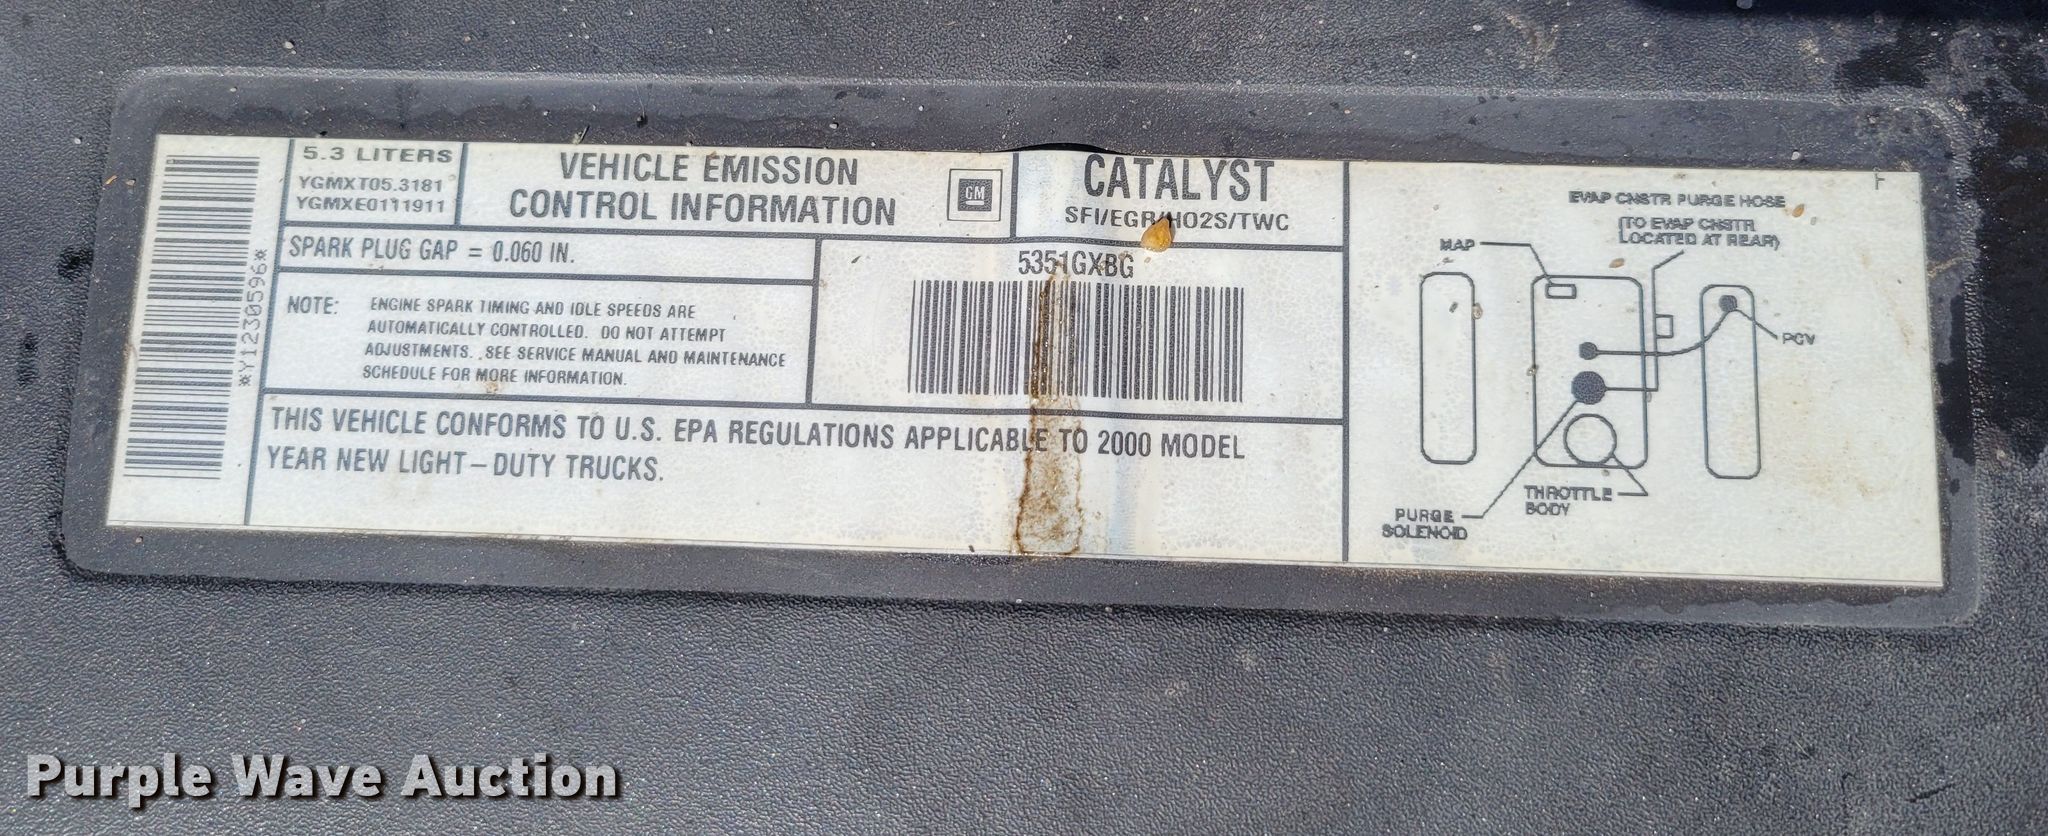 *Y1230596*
5.3 LITERS
YGMXT05.3181
YGMXE0111911
VEHICLE EMISSION
CONTROL INFORMATION
GM
CATALYST
SFI/EGR/HO2S/TWC
SPARK PLUG GAP = 0.060 IN.
NOTE: ENGINE SPARK TIMING AND IDLE SPEEDS ARE
AUTOMATICALLY CONTROLLED. DO NOT ATTEMPT
ADJUSTMENTS. SEE SERVICE MANUAL AND MAINTENANCE
SCHEDULE FOR MORE INFORMATION.
5351GXBG
THIS VEHICLE CONFORMS TO U.S. EPA REGULATIONS APPLICABLE TO 2000 MODEL
YEAR NEW LIGHT-DUTY TRUCKS.
EVAP CNSTR PURGE HOSE
(TO EVAP CNSTR
LOCATED AT REAR)
MAP
PCV
THROTTLE
BODY
PURGE
SOLENOID
Purple Wave Auction